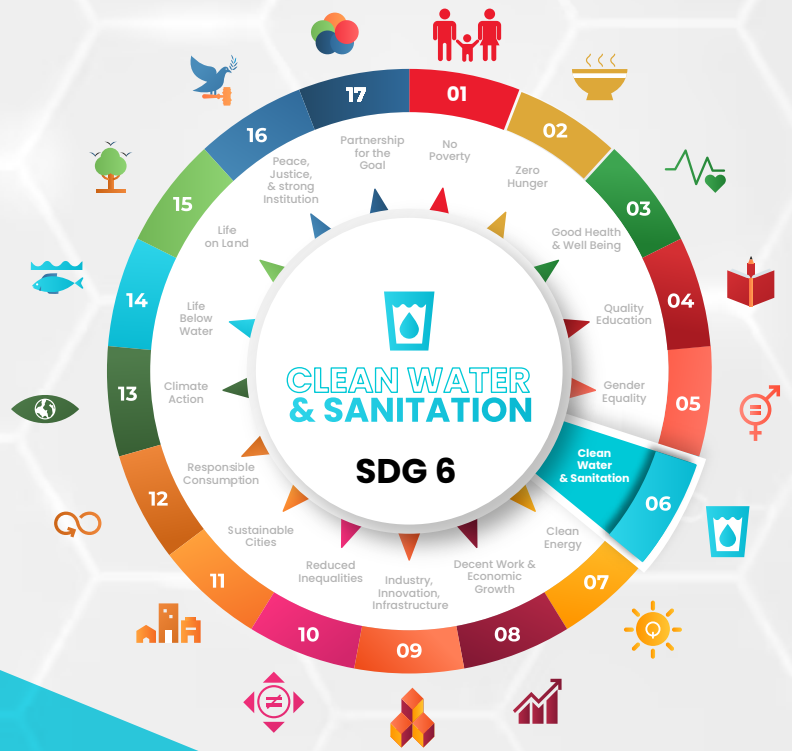 01
No
Poverty
02
Zero
Hunger
03
Good Health
& Well Being
04
Quality
Education
05
Gender
Equality
06
Clean
Water
& Sanitation
07
Clean
Energy
08
Decent Work &
Economic
Growth
09
Industry,
Innovation,
Infrastructure
10
Reduced
Inequalities
11
Sustainable
Cities
12
Responsible
Consumption
13
Climate
Action
14
Life
Below
Water
15
Life
on Land
16
Peace,
Justice,
& strong
Institution
17
Partnership
for the
Goal
CLEAN WATER
& SANITATION
SDG 6